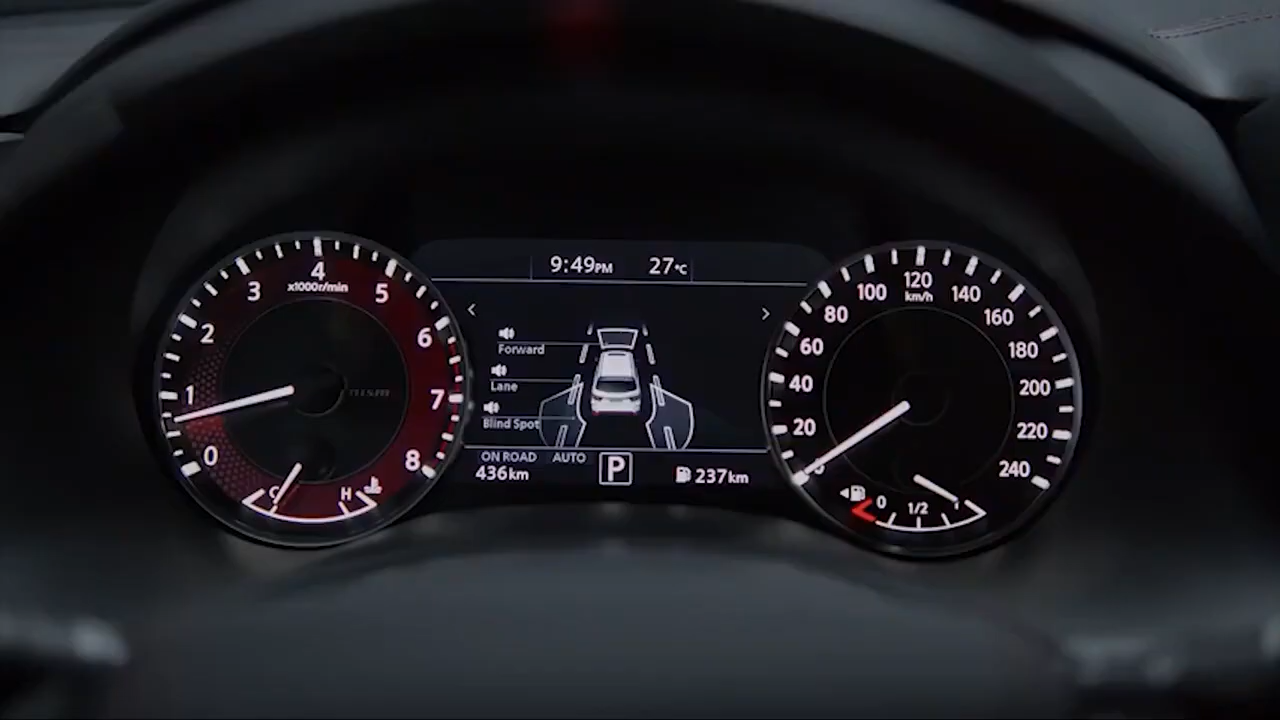 9:49PM 27°C
0
1
2
3
4
x1000r/min
5
6
7
8
nismo
C H
Forward
Lane
Blind Spot
ON ROAD AUTO
436km
P
237km
20
40
60
80
100
120
km/h
140
160
180
200
220
240
0 1/2